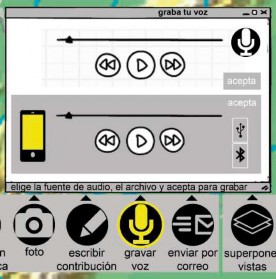 graba tu voz
acepta
acepta
elige la fuente de audio, el archivo y acepta para grabar
foto
escribir contribución
gravar voz
enviar por correo
vistas